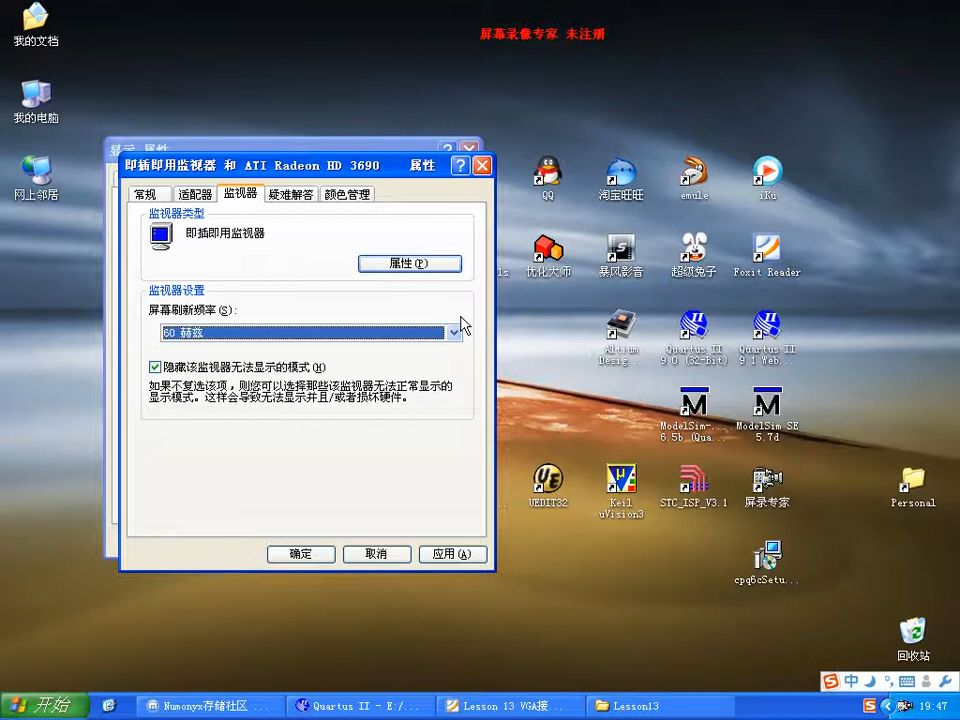 屏幕录像专家 未注册
我的文档
我的电脑
网上邻居
即插即用监视器 和 ATI Radeon HD 3690 属性
常规
适配器
监视器
疑难解答
颜色管理
监视器类型
即插即用监视器
属性(P)
监视器设置
屏幕刷新频率(S):
60 赫兹
隐藏该监视器无法显示的模式(H)
如果不复选该项，则您可以选择那些该监视器无法正常显示的
显示模式。这样会导致无法显示并且/或者损坏硬件。
确定
取消
应用(A)
QQ
淘宝旺旺
emule
iKu
优化大师
暴风影音
超级兔子
Foxit Reader
Altium
Desig...
Quartus II
9.0 (32-Bit)
Quartus II
9.1 Web...
ModelSim-...
6.5b (Qua...
ModelSim SE
5.7d
UEDIT32
Keil
uVision3
STC_ISP_V3.1
屏录专家
Personal
cpq6cSetu...
回收站
中
开始
Numonyx存储社区 ...
Quartus II - E:/...
Lesson 13 VGA接...
Lesson13
19:47